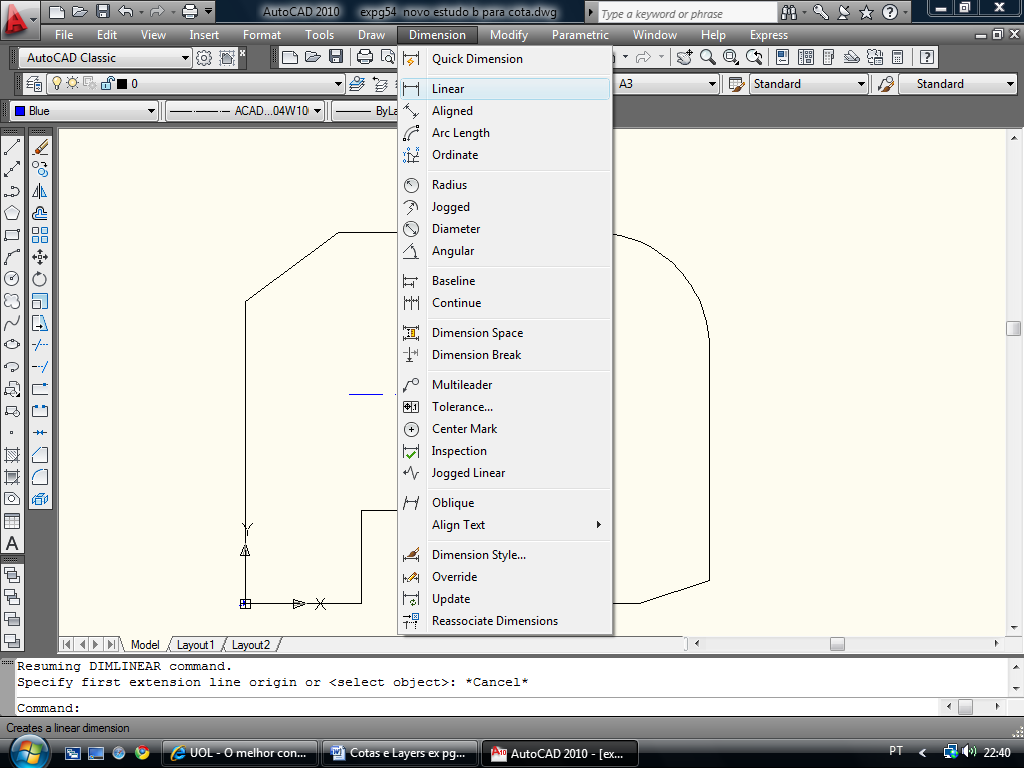 AutoCAD 2010 expg54_novo estudo b para cota.dwg
Type a keyword or phrase
File Edit View Insert Format Tools Draw Dimension Modify Parametric Window Help Express
AutoCAD Classic
0
A3
Standard
Standard
Blue
ACAD_...04W10
ByLa
Quick Dimension
Linear
Aligned
Arc Length
Ordinate
Radius
Jogged
Diameter
Angular
Baseline
Continue
Dimension Space
Dimension Break
Multileader
Tolerance...
Center Mark
Inspection
Jogged Linear
Oblique
Align Text
Dimension Style...
Override
Update
Reassociate Dimensions
A
Y
X
Model Layout1 Layout2
Resuming DIMLINEAR command.
Specify first extension line origin or <select object>: *Cancel*
Command:
Creates a linear dimension
UOL - O melhor con...
Cotas e Layers ex pg...
AutoCAD 2010 - [ex...
PT
22:40